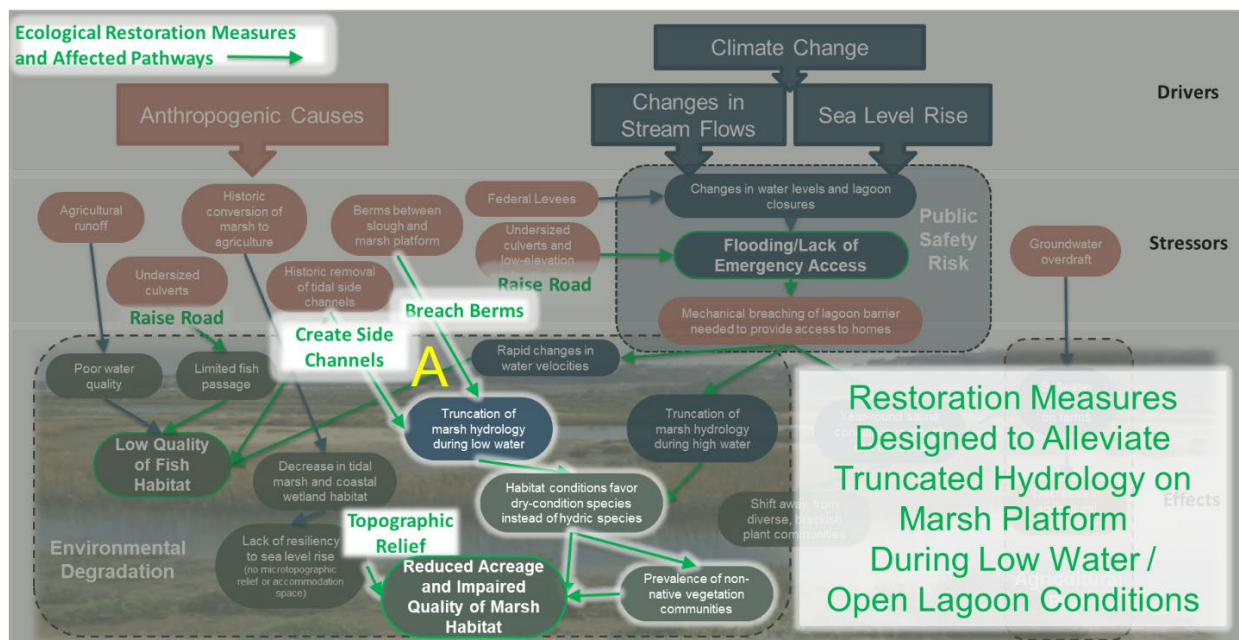 Ecological Restoration Measures
and Affected Pathways
Climate Change
Drivers
Anthropogenic Causes
Changes in
Stream Flows
Sea Level Rise
Agricultural
runoff
Historic
conversion of
marsh to
agriculture
Berms between
slough and
marsh platform
Federal Levees
Changes in water levels and lagoon
closures
Public
Safety
Risk
Stressors
Undersized
culverts and
low-elevation
Raise Road
Flooding/Lack of
Emergency Access
Groundwater
overdraft
Undersized
culverts
Raise Road
Historic removal
of tidal side
channels
Breach Berms
Create Side
Channels
Mechanical breaching of lagoon barrier
needed to provide access to homes
A
Poor water
quality
Limited fish
passage
Rapid changes in
water velocities
Truncation of
marsh hydrology
during low water
Truncation of
marsh hydrology
during high water
Low Quality
of Fish
Habitat
Decrease in tidal
marsh and coastal
wetland habitat
Habitat conditions favor
dry-condition species
instead of hydric species
Shift away from
diverse, brackish
plant communities
Effects
Environmental
Degradation
Lack of resiliency
to sea level rise
(no microtopographic
relief or accommodation
space)
Topographic
Relief
Reduced Acreage
and Impaired
Quality of Marsh
Habitat
Prevalence of non-
native vegetation
communities
Agricultural
Restoration Measures
Designed to Alleviate
Truncated Hydrology on
Marsh Platform
During Low Water /
Open Lagoon Conditions